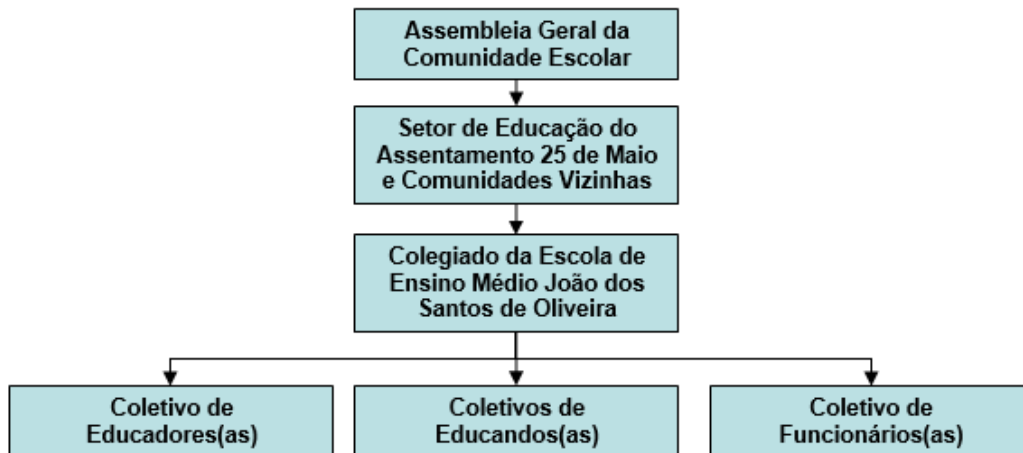 Assembleia Geral da
Comunidade Escolar
Setor de Educação do
Assentamento 25 de Maio
e Comunidades Vizinhas
Colegiado da Escola de
Ensino Médio João dos
Santos de Oliveira
Coletivo de
Educadores(as)
Coletivos de
Educandos(as)
Coletivo de
Funcionários(as)